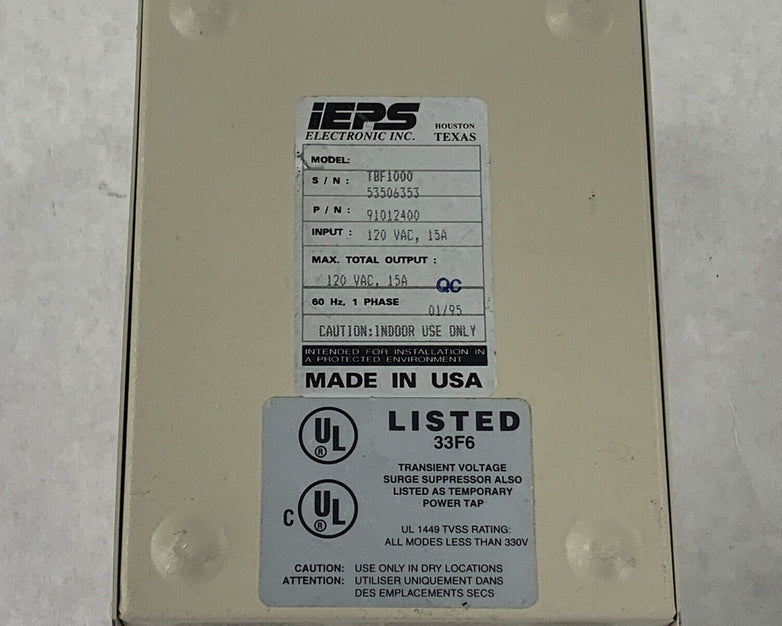 iEPS
ELECTRONIC INC.
HOUSTON
TEXAS
MODEL:
TBF1000
S / N :
53506353
P / N :
91012400
INPUT : 120 VAC, 15A
MAX. TOTAL OUTPUT :
120 VAC, 15A
QC
60 Hz, 1 PHASE
01/95
CAUTION:INDOOR USE ONLY
INTENDED FOR INSTALLATION IN
A PROTECTED ENVIRONMENT
MADE IN USA
UL ®
LISTED
33F6
TRANSIENT VOLTAGE
SURGE SUPPRESSOR ALSO
LISTED AS TEMPORARY
POWER TAP
C UL ®
UL 1449 TVSS RATING:
ALL MODES LESS THAN 330V
CAUTION: USE ONLY IN DRY LOCATIONS
ATTENTION: UTILISER UNIQUEMENT DANS
DES EMPLACEMENTS SECS